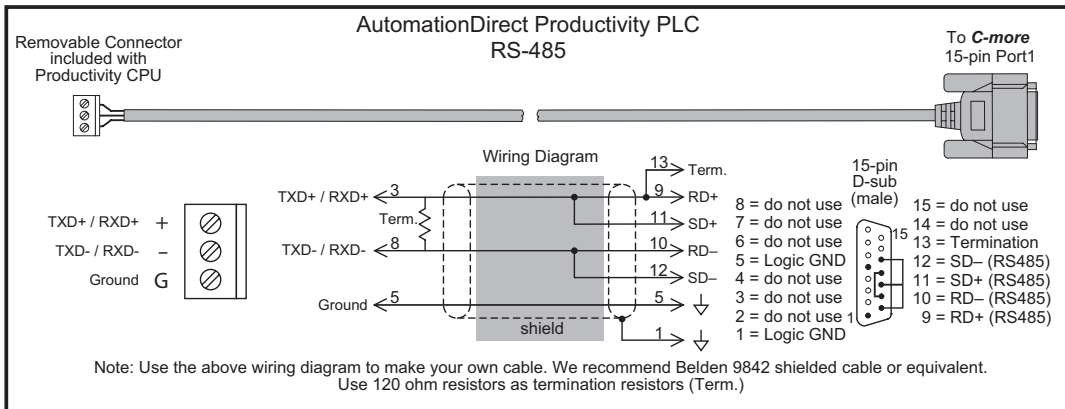 AutomationDirect Productivity PLC
RS-485
Removable Connector
included with
Productivity CPU
To C-more
15-pin Port1
Wiring Diagram
TXD+ / RXD+ +
TXD- / RXD- –
Ground G
TXD+ / RXD+ 3
Term.
TXD- / RXD- 8
Ground 5
shield
13 Term.
9 RD+
11 SD+
10 RD–
12 SD–
5
1
15-pin
D-sub
(male)
15
1
8 = do not use
7 = do not use
6 = do not use
5 = Logic GND
4 = do not use
3 = do not use
2 = do not use
1 = Logic GND
15 = do not use
14 = do not use
13 = Termination
12 = SD– (RS485)
11 = SD+ (RS485)
10 = RD– (RS485)
9 = RD+ (RS485)
Note: Use the above wiring diagram to make your own cable. We recommend Belden 9842 shielded cable or equivalent.
Use 120 ohm resistors as termination resistors (Term.)